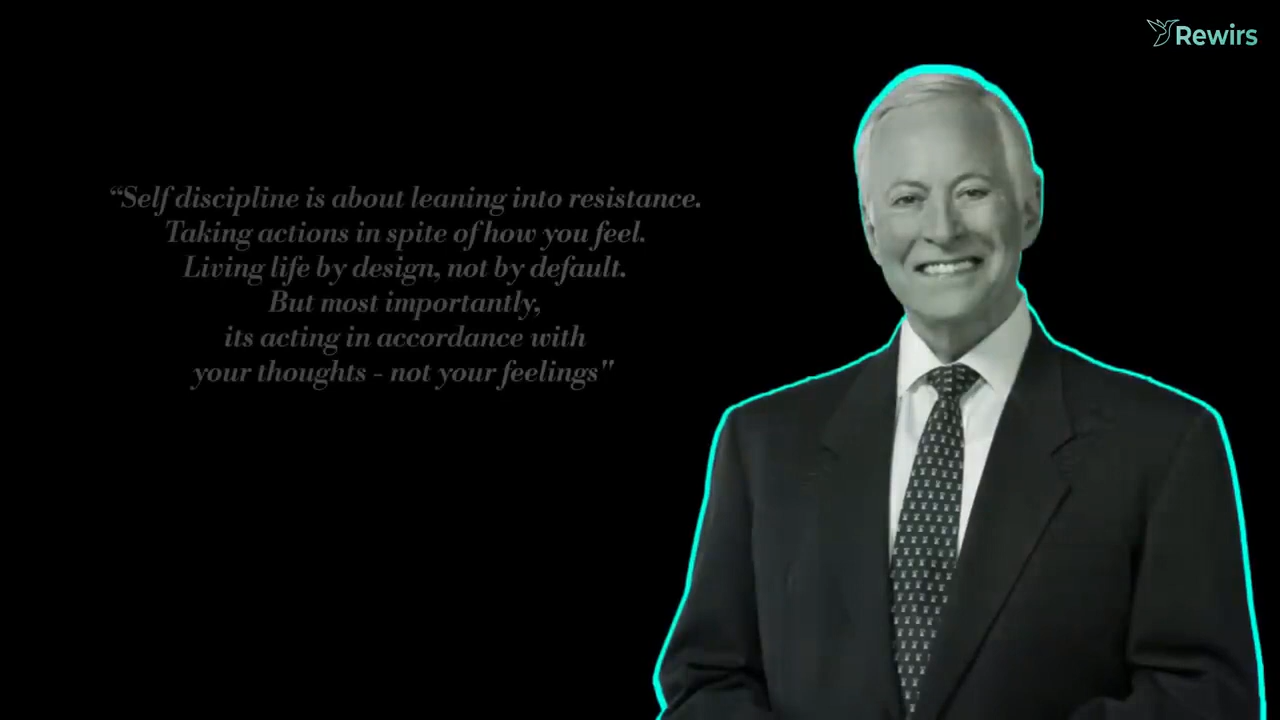 Rewirs
“Self discipline is about leaning into resistance.
Taking actions in spite of how you feel.
Living life by design, not by default.
But most importantly,
its acting in accordance with
your thoughts - not your feelings"